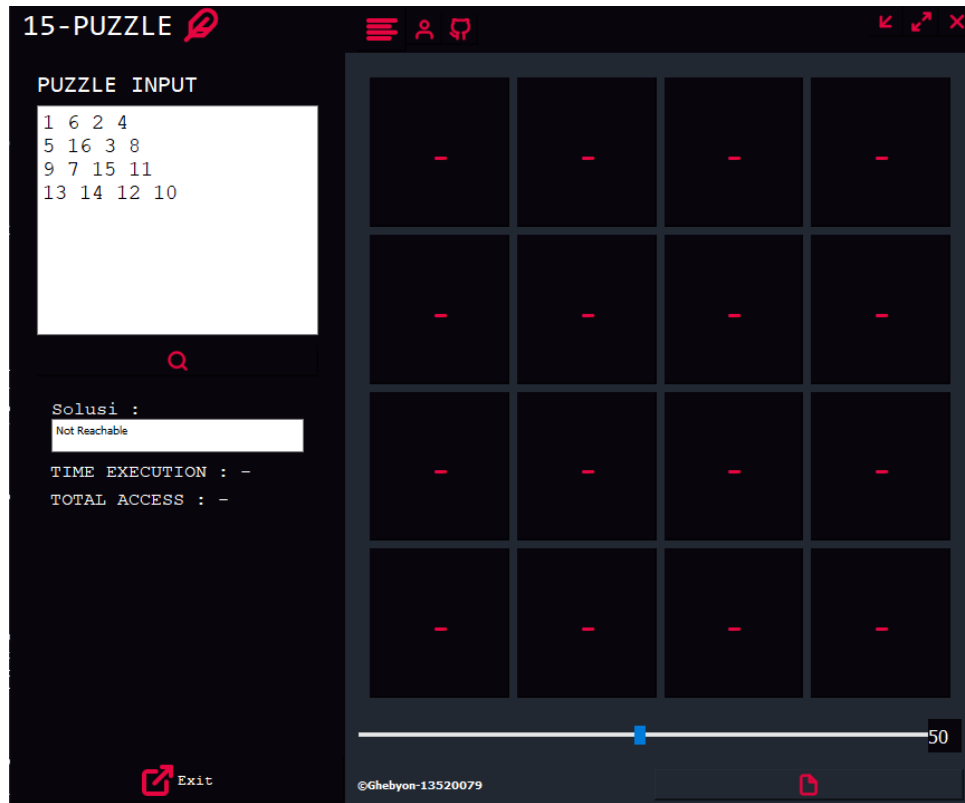 15-PUZZLE
PUZZLE INPUT
1 6 2 4
5 16 3 8
9 7 15 11
13 14 12 10
Solusi :
Not Reachable
TIME EXECUTION : -
TOTAL ACCESS : -
Exit
- - - -
- - - -
- - - -
- - - -
50
©Ghebyon-13520079